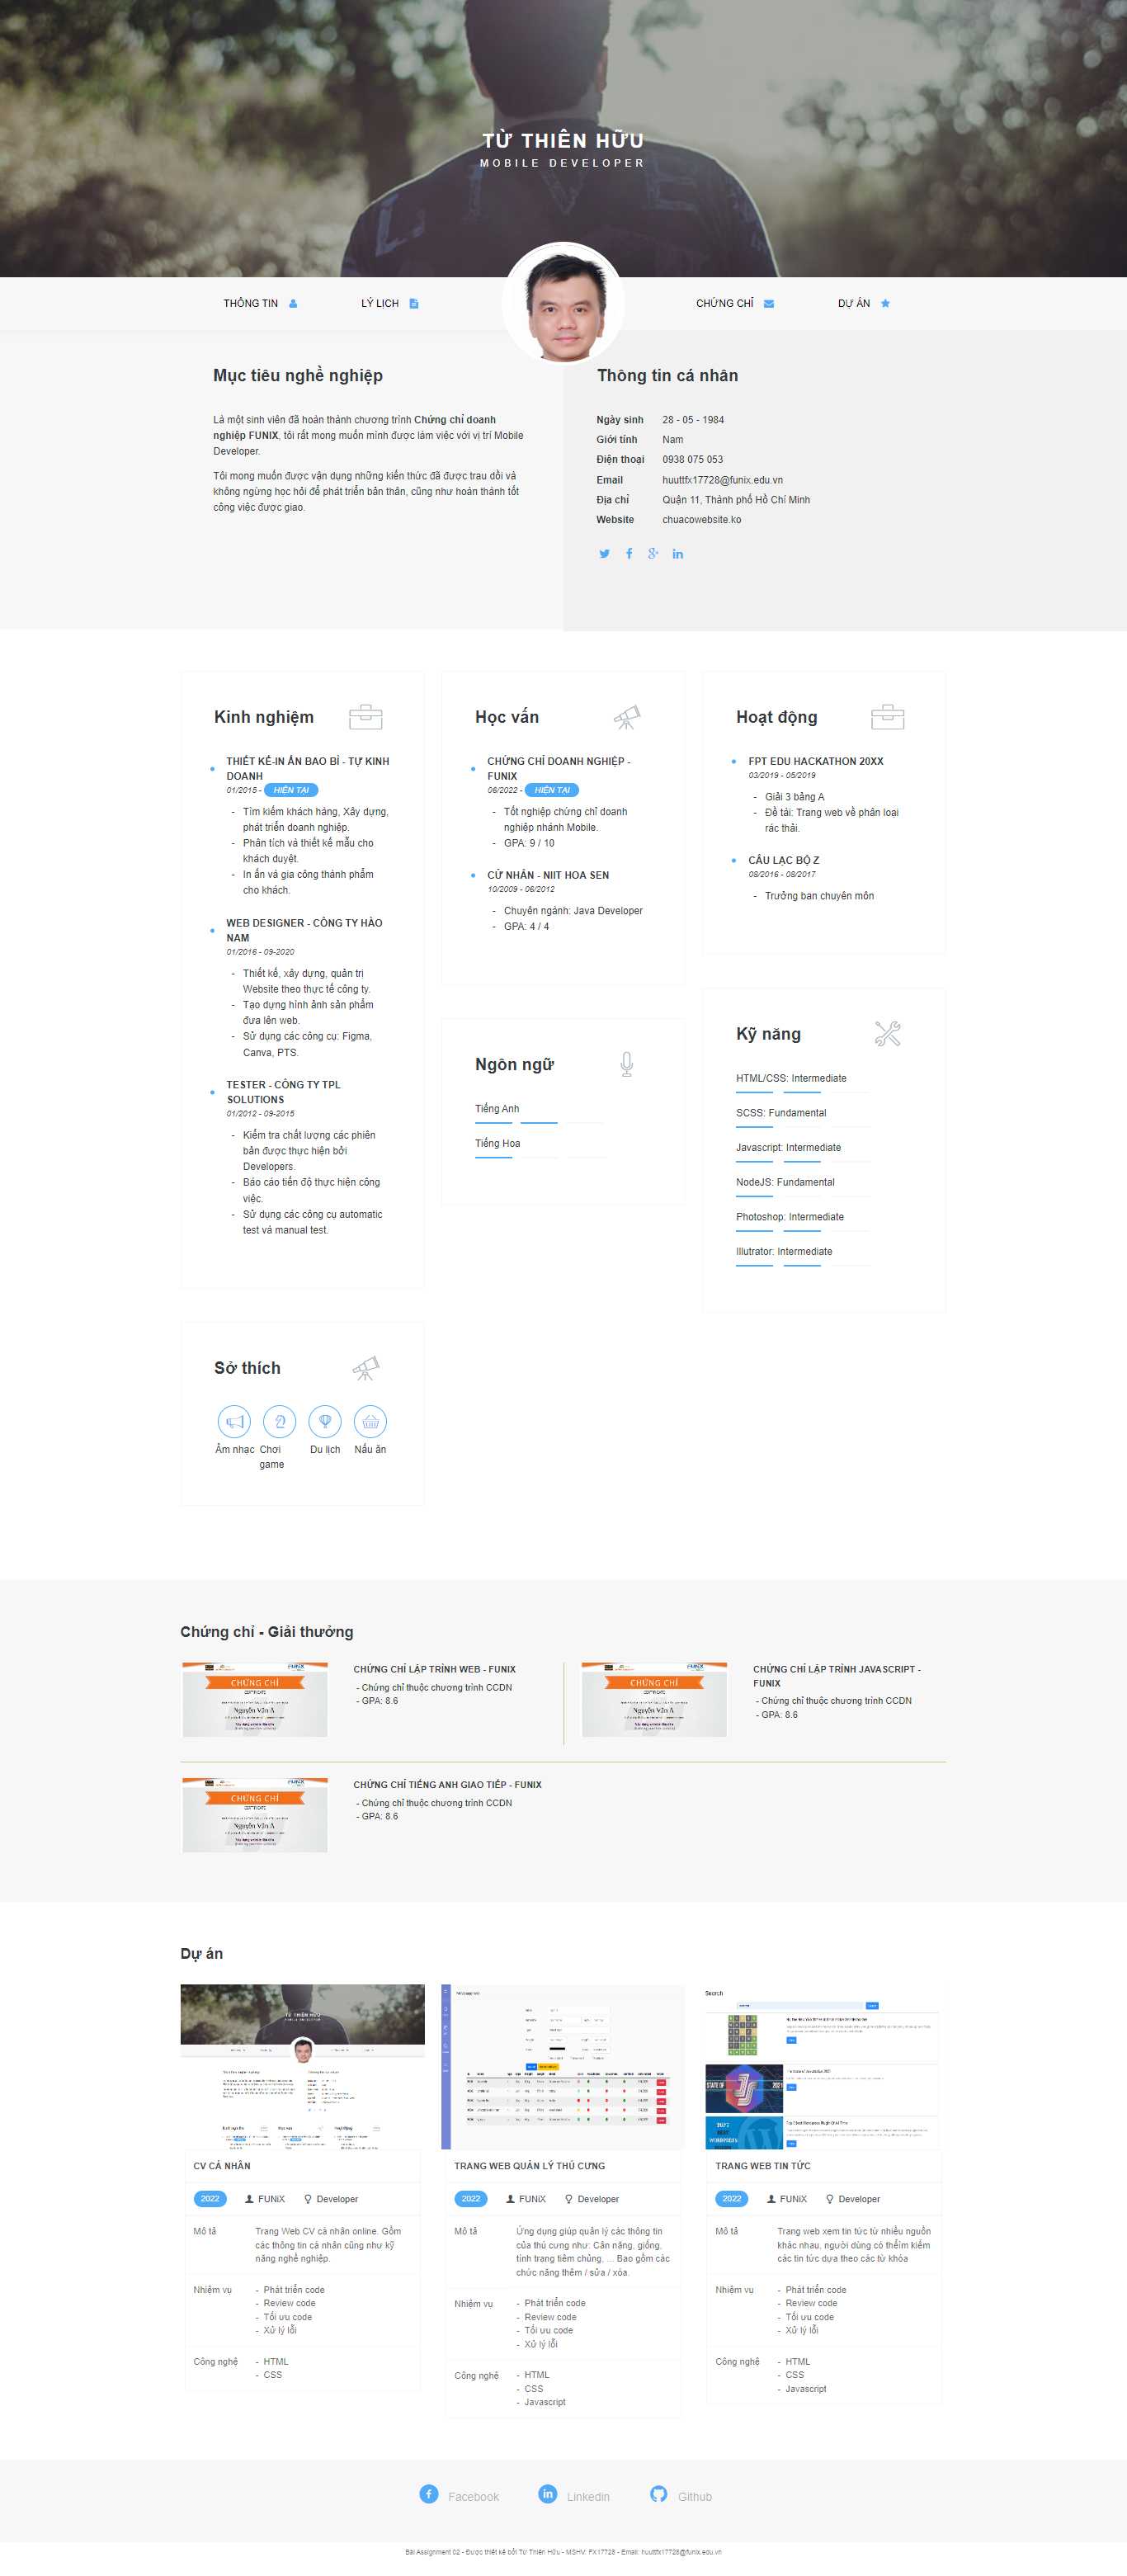 TỪ THIÊN HỮU
MOBILE DEVELOPER
THÔNG TIN
LÝ LỊCH
CHỨNG CHỈ
DỰ ÁN
Mục tiêu nghề nghiệp
Là một sinh viên đã hoàn thành chương trình Chứng chỉ doanh
nghiệp FUNIX, tôi rất mong muốn mình được làm việc với vị trí Mobile
Developer.
Tôi mong muốn được vận dụng những kiến thức đã được trau dồi và
không ngừng học hỏi để phát triển bản thân, cũng như hoàn thành tốt
công việc được giao.
Thông tin cá nhân
Ngày sinh 28 - 05 - 1984
Giới tính Nam
Điện thoại 0938 075 053
Email huuttfx17728@funix.edu.vn
Địa chỉ Quận 11, Thành phố Hồ Chí Minh
Website chuacowebsite.ko
Kinh nghiệm
THIẾT KẾ-IN ẤN BAO BÌ - TỰ KINH
DOANH
01/2015 - HIỆN TẠI
- Tìm kiếm khách hàng, Xây dựng,
phát triển doanh nghiệp.
- Phân tích và thiết kế mẫu cho
khách duyệt.
- In ấn và gia công thành phẩm
cho khách.
WEB DESIGNER - CÔNG TY HÀO
NAM
01/2016 - 09-2020
- Thiết kế, xây dựng, quản trị
Website theo thực tế công ty.
- Tạo dựng hình ảnh sản phẩm
đưa lên web.
- Sử dụng các công cụ: Figma,
Canva, PTS.
TESTER - CÔNG TY TPL
SOLUTIONS
01/2012 - 09-2015
- Kiểm tra chất lượng các phiên
bản được thực hiện bởi
Developers.
- Báo cáo tiến độ thực hiện công
việc.
- Sử dụng các công cụ automatic
test và manual test.
Học vấn
CHỨNG CHỈ DOANH NGHIỆP -
FUNIX
06/2022 - HIỆN TẠI
- Tốt nghiệp chứng chỉ doanh
nghiệp nhánh Mobile.
- GPA: 9 / 10
CỬ NHÂN - NIIT HOA SEN
10/2009 - 06/2012
- Chuyên ngành: Java Developer
- GPA: 4 / 4
Hoạt động
FPT EDU HACKATHON 20XX
03/2019 - 05/2019
- Giải 3 bảng A
- Đề tài: Trang web về phân loại
rác thải.
CÂU LẠC BỘ Z
08/2016 - 08/2017
- Trưởng ban chuyên môn
Ngôn ngữ
Tiếng Anh
Tiếng Hoa
Kỹ năng
HTML/CSS: Intermediate
SCSS: Fundamental
Javascript: Intermediate
NodeJS: Fundamental
Photoshop: Intermediate
Illutrator: Intermediate
Sở thích
Âm nhạc
Chơi
game
Du lịch
Nấu ăn
Chứng chỉ - Giải thưởng
FUNiX
CHỨNG CHỈ
CERTIFICATE
Nguyễn Văn A
CHỨNG CHỈ LẬP TRÌNH WEB - FUNIX
- Chứng chỉ thuộc chương trình CCDN
- GPA: 8.6
FUNiX
CHỨNG CHỈ
CERTIFICATE
Nguyễn Văn A
CHỨNG CHỈ LẬP TRÌNH JAVASCRIPT -
FUNIX
- Chứng chỉ thuộc chương trình CCDN
- GPA: 8.6
FUNiX
CHỨNG CHỈ
CERTIFICATE
Nguyễn Văn A
CHỨNG CHỈ TIẾNG ANH GIAO TIẾP - FUNIX
- Chứng chỉ thuộc chương trình CCDN
- GPA: 8.6
Dự án
TỪ THIÊN HỮU
Search
STATE OF
2021
CV CÁ NHÂN
2022 FUNiX Developer
Mô tả
Trang Web CV cá nhân online. Gồm
các thông tin cá nhân cũng như kỹ
năng nghề nghiệp.
Nhiệm vụ
- Phát triển code
- Review code
- Tối ưu code
- Xử lý lỗi
Công nghệ
- HTML
- CSS
TRANG WEB QUẢN LÝ THÚ CƯNG
2022 FUNiX Developer
Mô tả
Ứng dụng giúp quản lý các thông tin
của thú cưng như: Cân nặng, giống,
tình trạng tiêm chủng, ... Bao gồm các
chức năng thêm / sửa / xóa.
Nhiệm vụ
- Phát triển code
- Review code
- Tối ưu code
- Xử lý lỗi
Công nghệ
- HTML
- CSS
- Javascript
TRANG WEB TIN TỨC
2022 FUNiX Developer
Mô tả
Trang web xem tin tức từ nhiều nguồn
khác nhau, người dùng có thểìm kiếm
các tin tức dựa theo các từ khóa
Nhiệm vụ
- Phát triển code
- Review code
- Tối ưu code
- Xử lý lỗi
Công nghệ
- HTML
- CSS
- Javascript
Facebook
Linkedin
Github
Bài Assignment 02 - Được thiết kế bởi Từ Thiên Hữu - MSHV: FX17728 - Email: huuttfx17728@funix.edu.vn